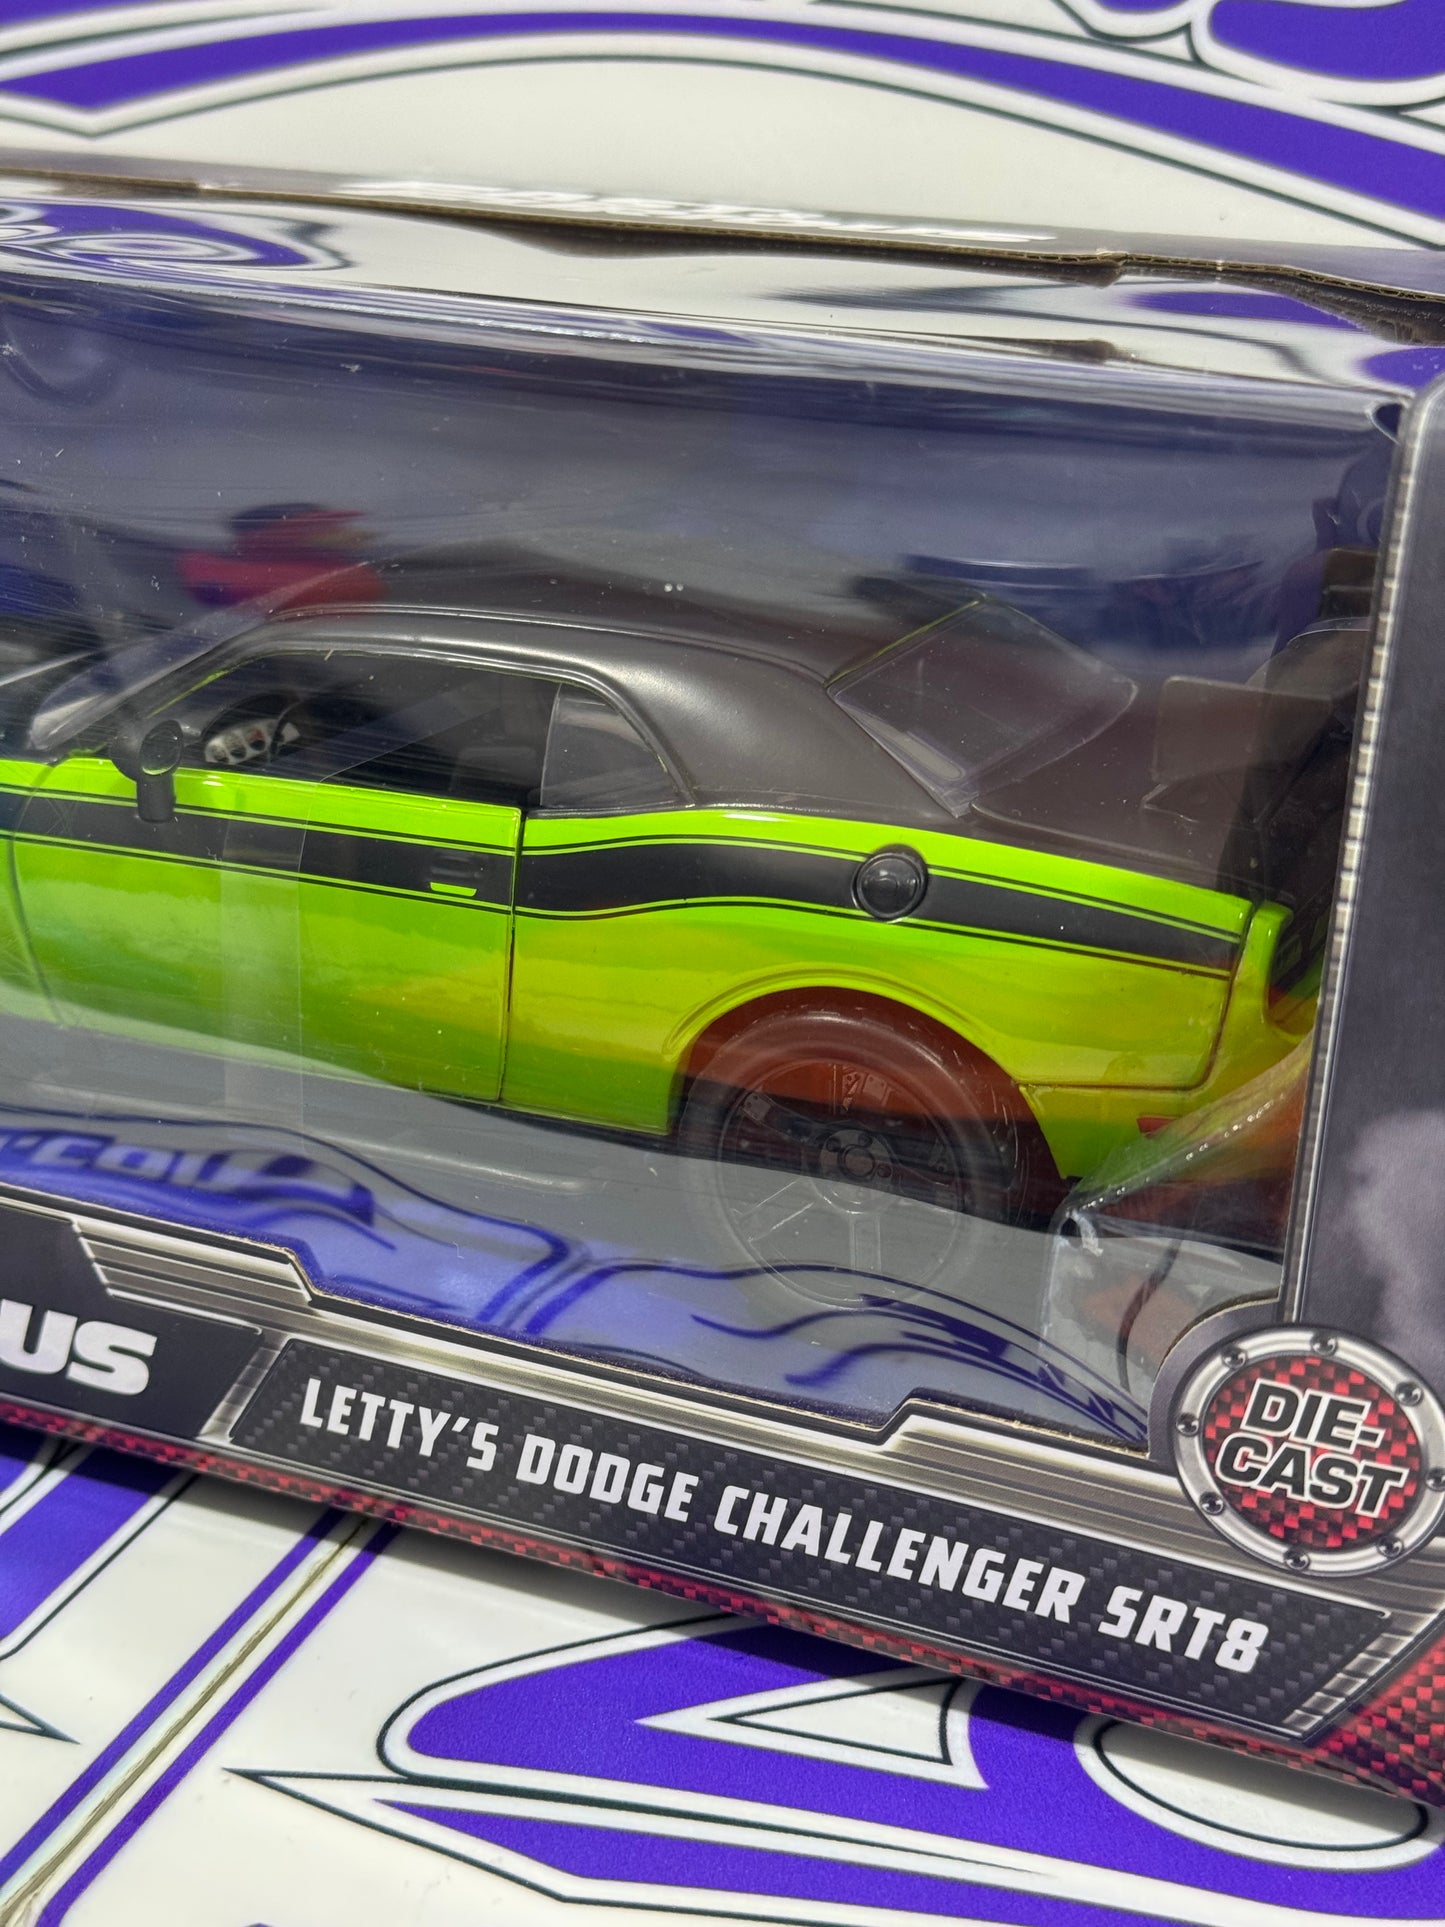 US
LETTY'S DODGE CHALLENGER SRT8
DIE-
CAST